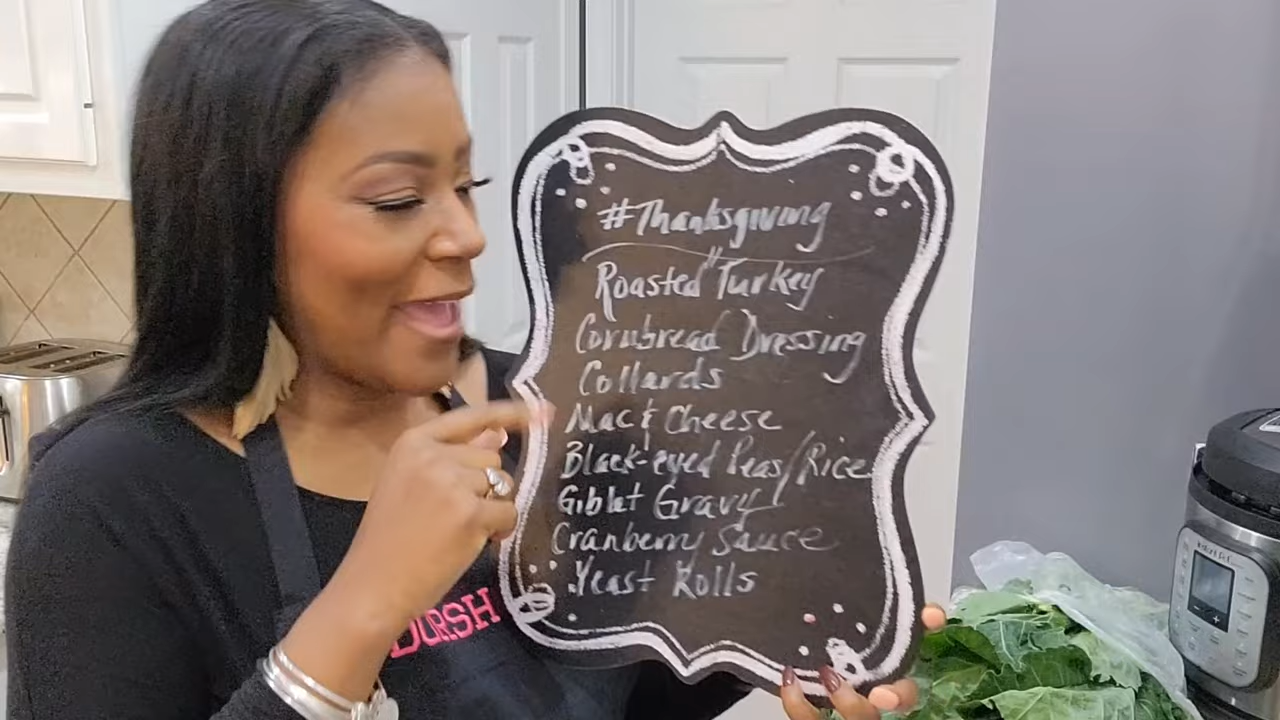 #Thanksgiving
Roasted Turkey
Cornbread Dressing
Collards
Mac & Cheese
Black-eyed Peas/Rice
Giblet Gravy
Cranberry Sauce
Yeast Rolls